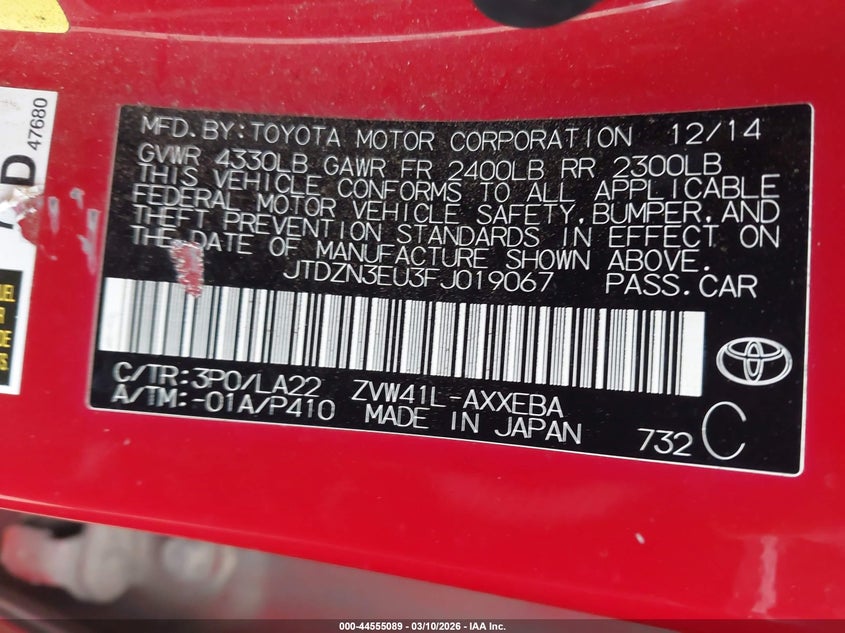 MFD.BY:TOYOTA MOTOR CORPORATION 12/14
GVWR 4330LB GAWR FR 2400LB RR 2300LB
THIS VEHICLE CONFORMS TO ALL APPLICABLE
FEDERAL MOTOR VEHICLE SAFETY,BUMPER,AND
THEFT PREVENTION STANDARDS IN EFFECT ON
THE DATE OF MANUFACTURE SHOWN ABOVE.
JTDZN3EU3FJ019067 PASS.CAR
C/TR:3P0/LA22 ZVW41L-AXXEBA
A/TM:-01A/P410 MADE IN JAPAN
732 C
D
47680
000-44555089 - 03/10/2026 - IAA Inc.